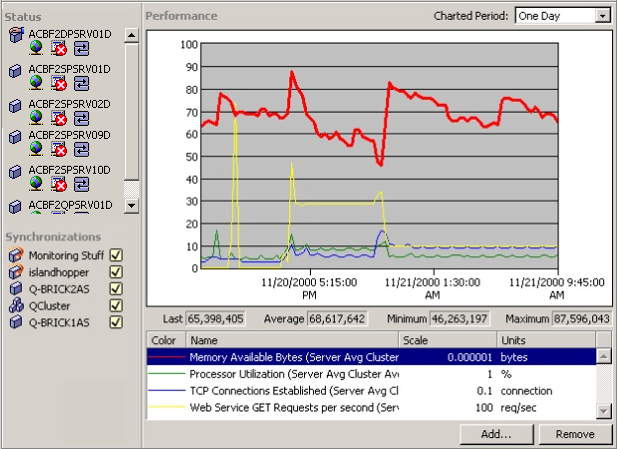 Status
ACBF2DPSRV01D
ACBF2SPSRV01D
ACBF2SPSRV02D
ACBF2SPSRV09D
ACBF2SPSRV10D
ACBF2QPSRV01D
Synchronizations
Monitoring Stuff
islandhopper
Q-BRICK2AS
QCluster
Q-BRICK1AS
Performance
Charted Period: One Day
100
90
80
70
60
50
40
30
20
10
0
11/20/2000 5:15:00 PM
11/21/2000 1:30:00 AM
11/21/2000 9:45:00 AM
Last 65,398,405 Average 68,617,642 Minimum 46,263,197 Maximum 87,596,043
Color Name Scale Units
Memory Available Bytes (Server Avg Cluster 0.000001 bytes
Processor Utilization (Server Avg Cluster Av 1 %
TCP Connections Established (Server Avg Cl 0.1 connection
Web Service GET Requests per second (Serv 100 req/sec
Add... Remove